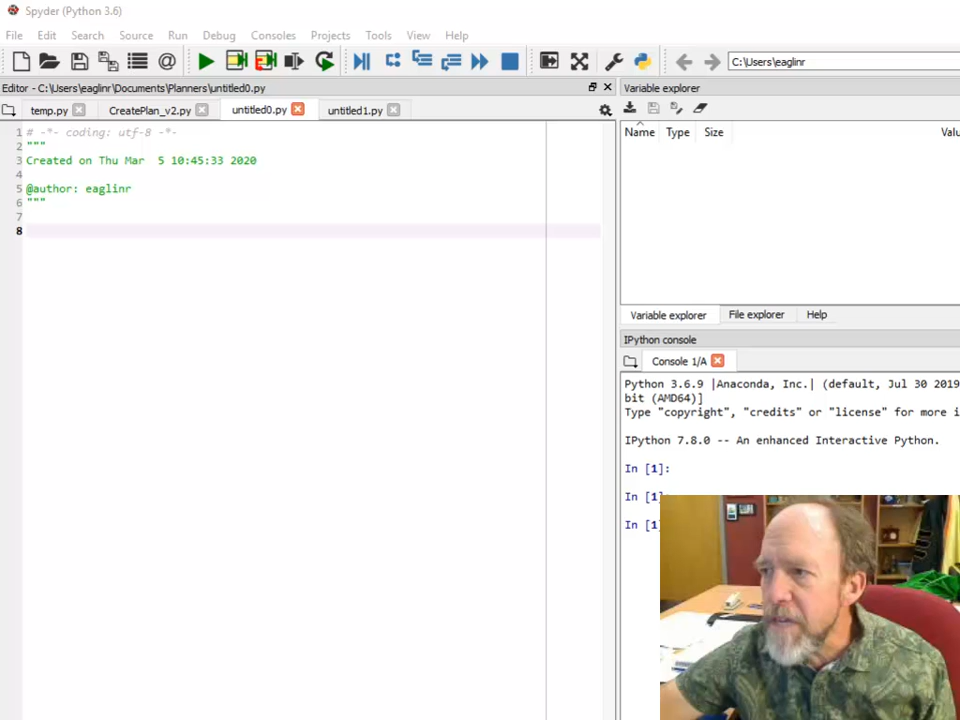 Spyder (Python 3.6)
File Edit Search Source Run Debug Consoles Projects Tools View Help
C:\Users\eaglinr
Editor - C:\Users\eaglinr\Documents\Planners\untitled0.py
Variable explorer
temp.py CreatePlan_v2.py untitled0.py untitled1.py
Name Type Size Valu
1 # -*- coding: utf-8 -*-
2 """
3 Created on Thu Mar  5 10:45:33 2020
4
5 @author: eaglinr
6 """
7
8
Variable explorer File explorer Help
IPython console
Console 1/A
Python 3.6.9 |Anaconda, Inc.| (default, Jul 30 2019
bit (AMD64)]
Type "copyright", "credits" or "license" for more i
IPython 7.8.0 -- An enhanced Interactive Python.
In [1]:
In [1]:
In [1]